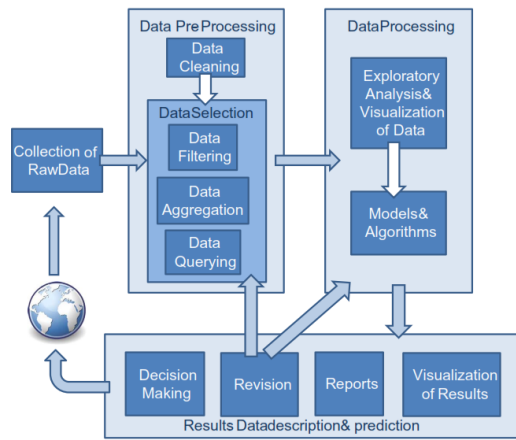 Data PreProcessing
Data
Cleaning
DataSelection
Data
Filtering
Data
Aggregation
Data
Querying
DataProcessing
Exploratory
Analysis&
Visualization
of Data
Models&
Algorithms
Collection of
RawData
Decision
Making
Revision
Reports
Visualization
of Results
Results Datadescription& prediction